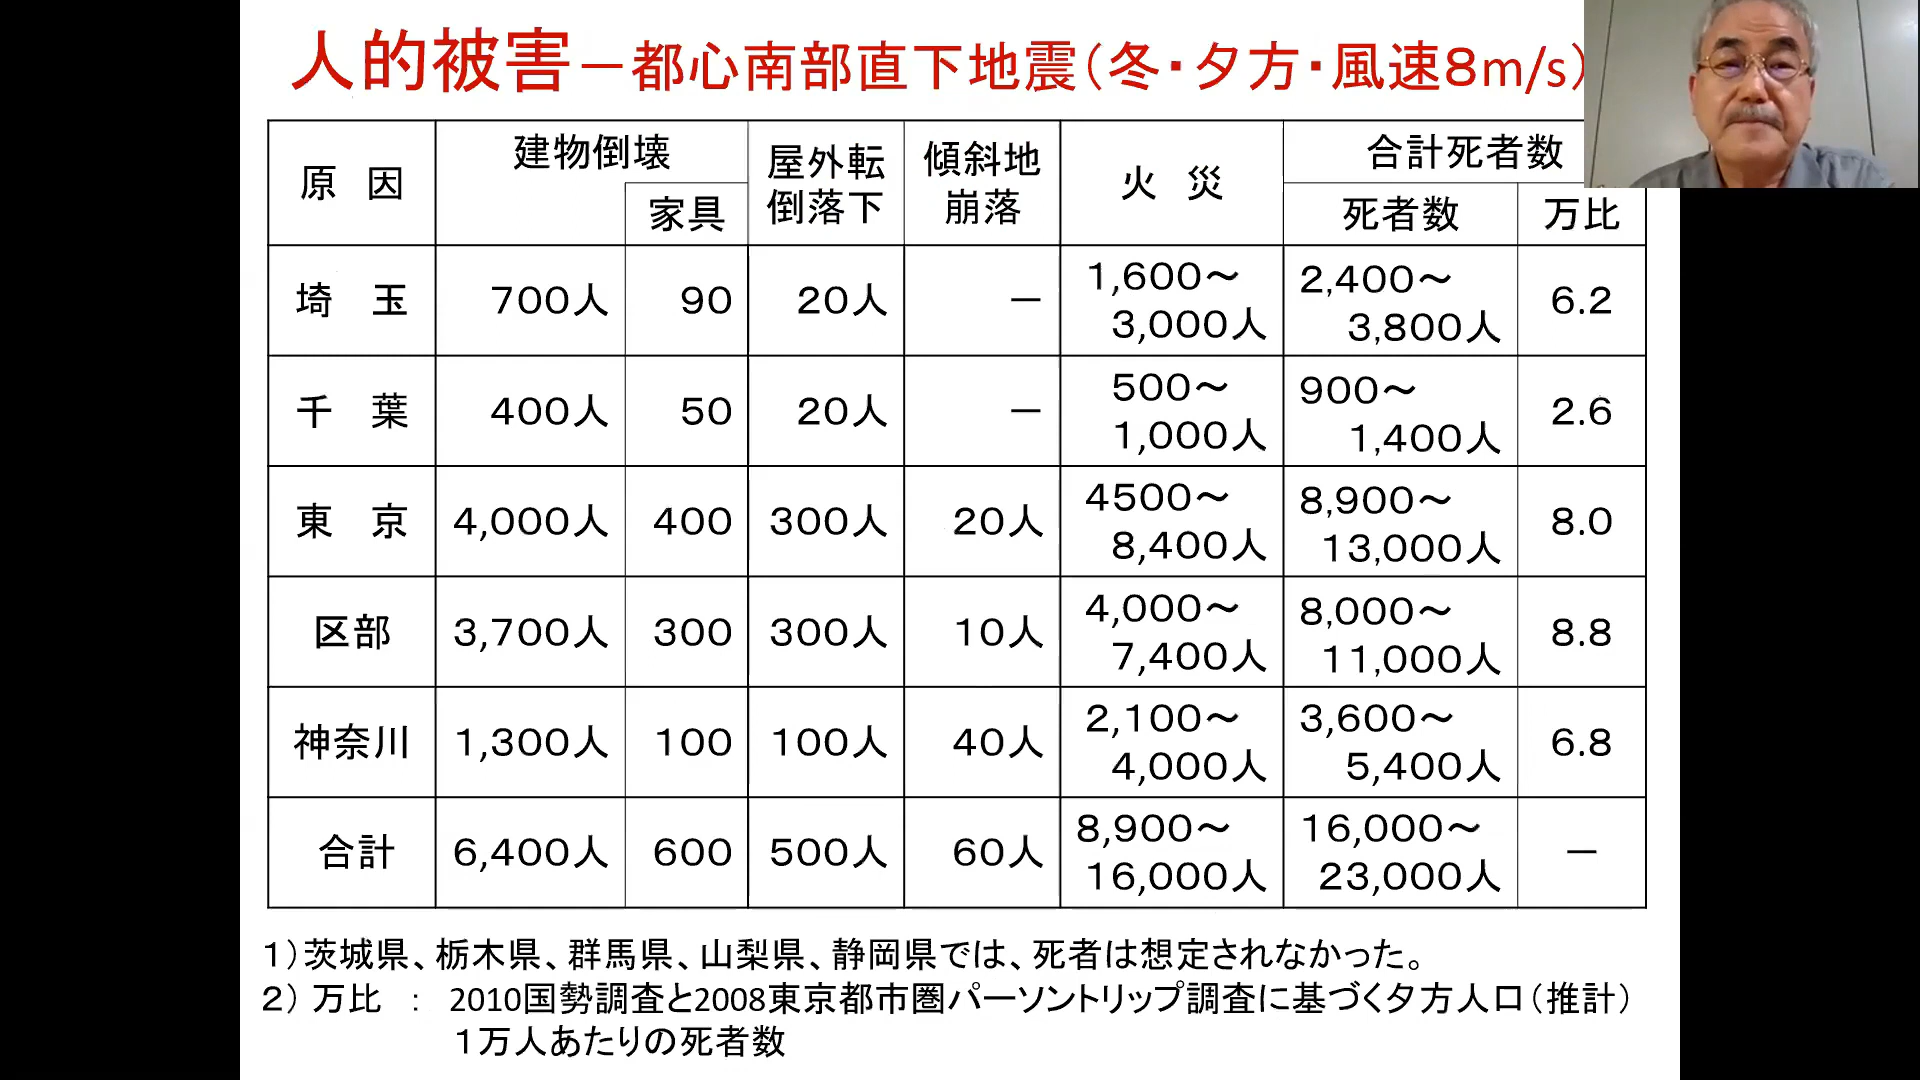 人的被害－都心南部直下地震（冬・夕方・風速８m/s）
原　因 建物倒壊 家具 屋外転倒落下 傾斜地崩落 火　災 合計死者数 死者数 万比
埼　玉 700人 90 20人 － 1,600～3,000人 2,400～3,800人 6.2
千　葉 400人 50 20人 － 500～1,000人 900～1,400人 2.6
東　京 4,000人 400 300人 20人 4500～8,400人 8,900～13,000人 8.0
区部 3,700人 300 300人 10人 4,000～7,400人 8,000～11,000人 8.8
神奈川 1,300人 100 100人 40人 2,100～4,000人 3,600～5,400人 6.8
合計 6,400人 600 500人 60人 8,900～16,000人 16,000～23,000人 －
１）茨城県、栃木県、群馬県、山梨県、静岡県では、死者は想定されなかった。
２）万比　：　2010国勢調査と2008東京都市圏パーソントリップ調査に基づく夕方人口（推計）
１万人あたりの死者数